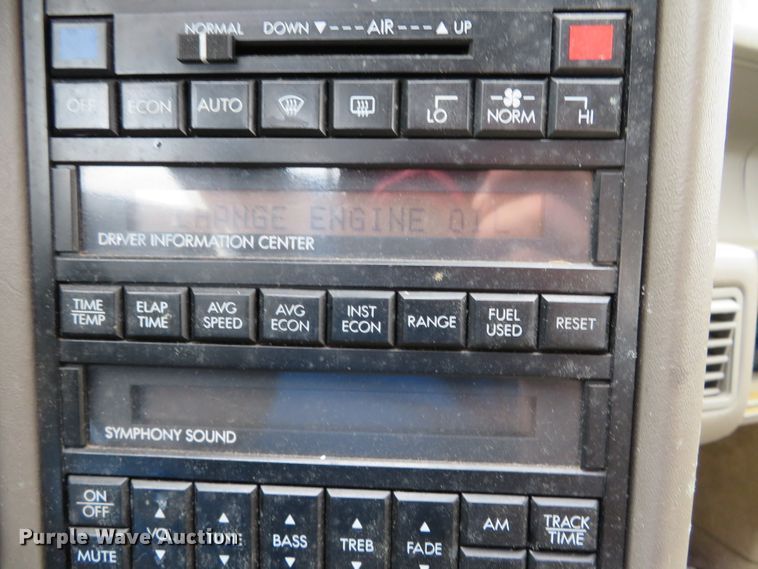 NORMAL DOWN ▼---AIR---▲ UP
OFF ECON AUTO LO NORM HI
CHANGE ENGINE OIL
DRIVER INFORMATION CENTER
TIME/TEMP ELAP TIME AVG SPEED AVG ECON INST ECON RANGE FUEL USED RESET
SYMPHONY SOUND
ON/OFF VOL BASS TREB FADE AM TRACK/TIME
MUTE
Purple Wave Auction